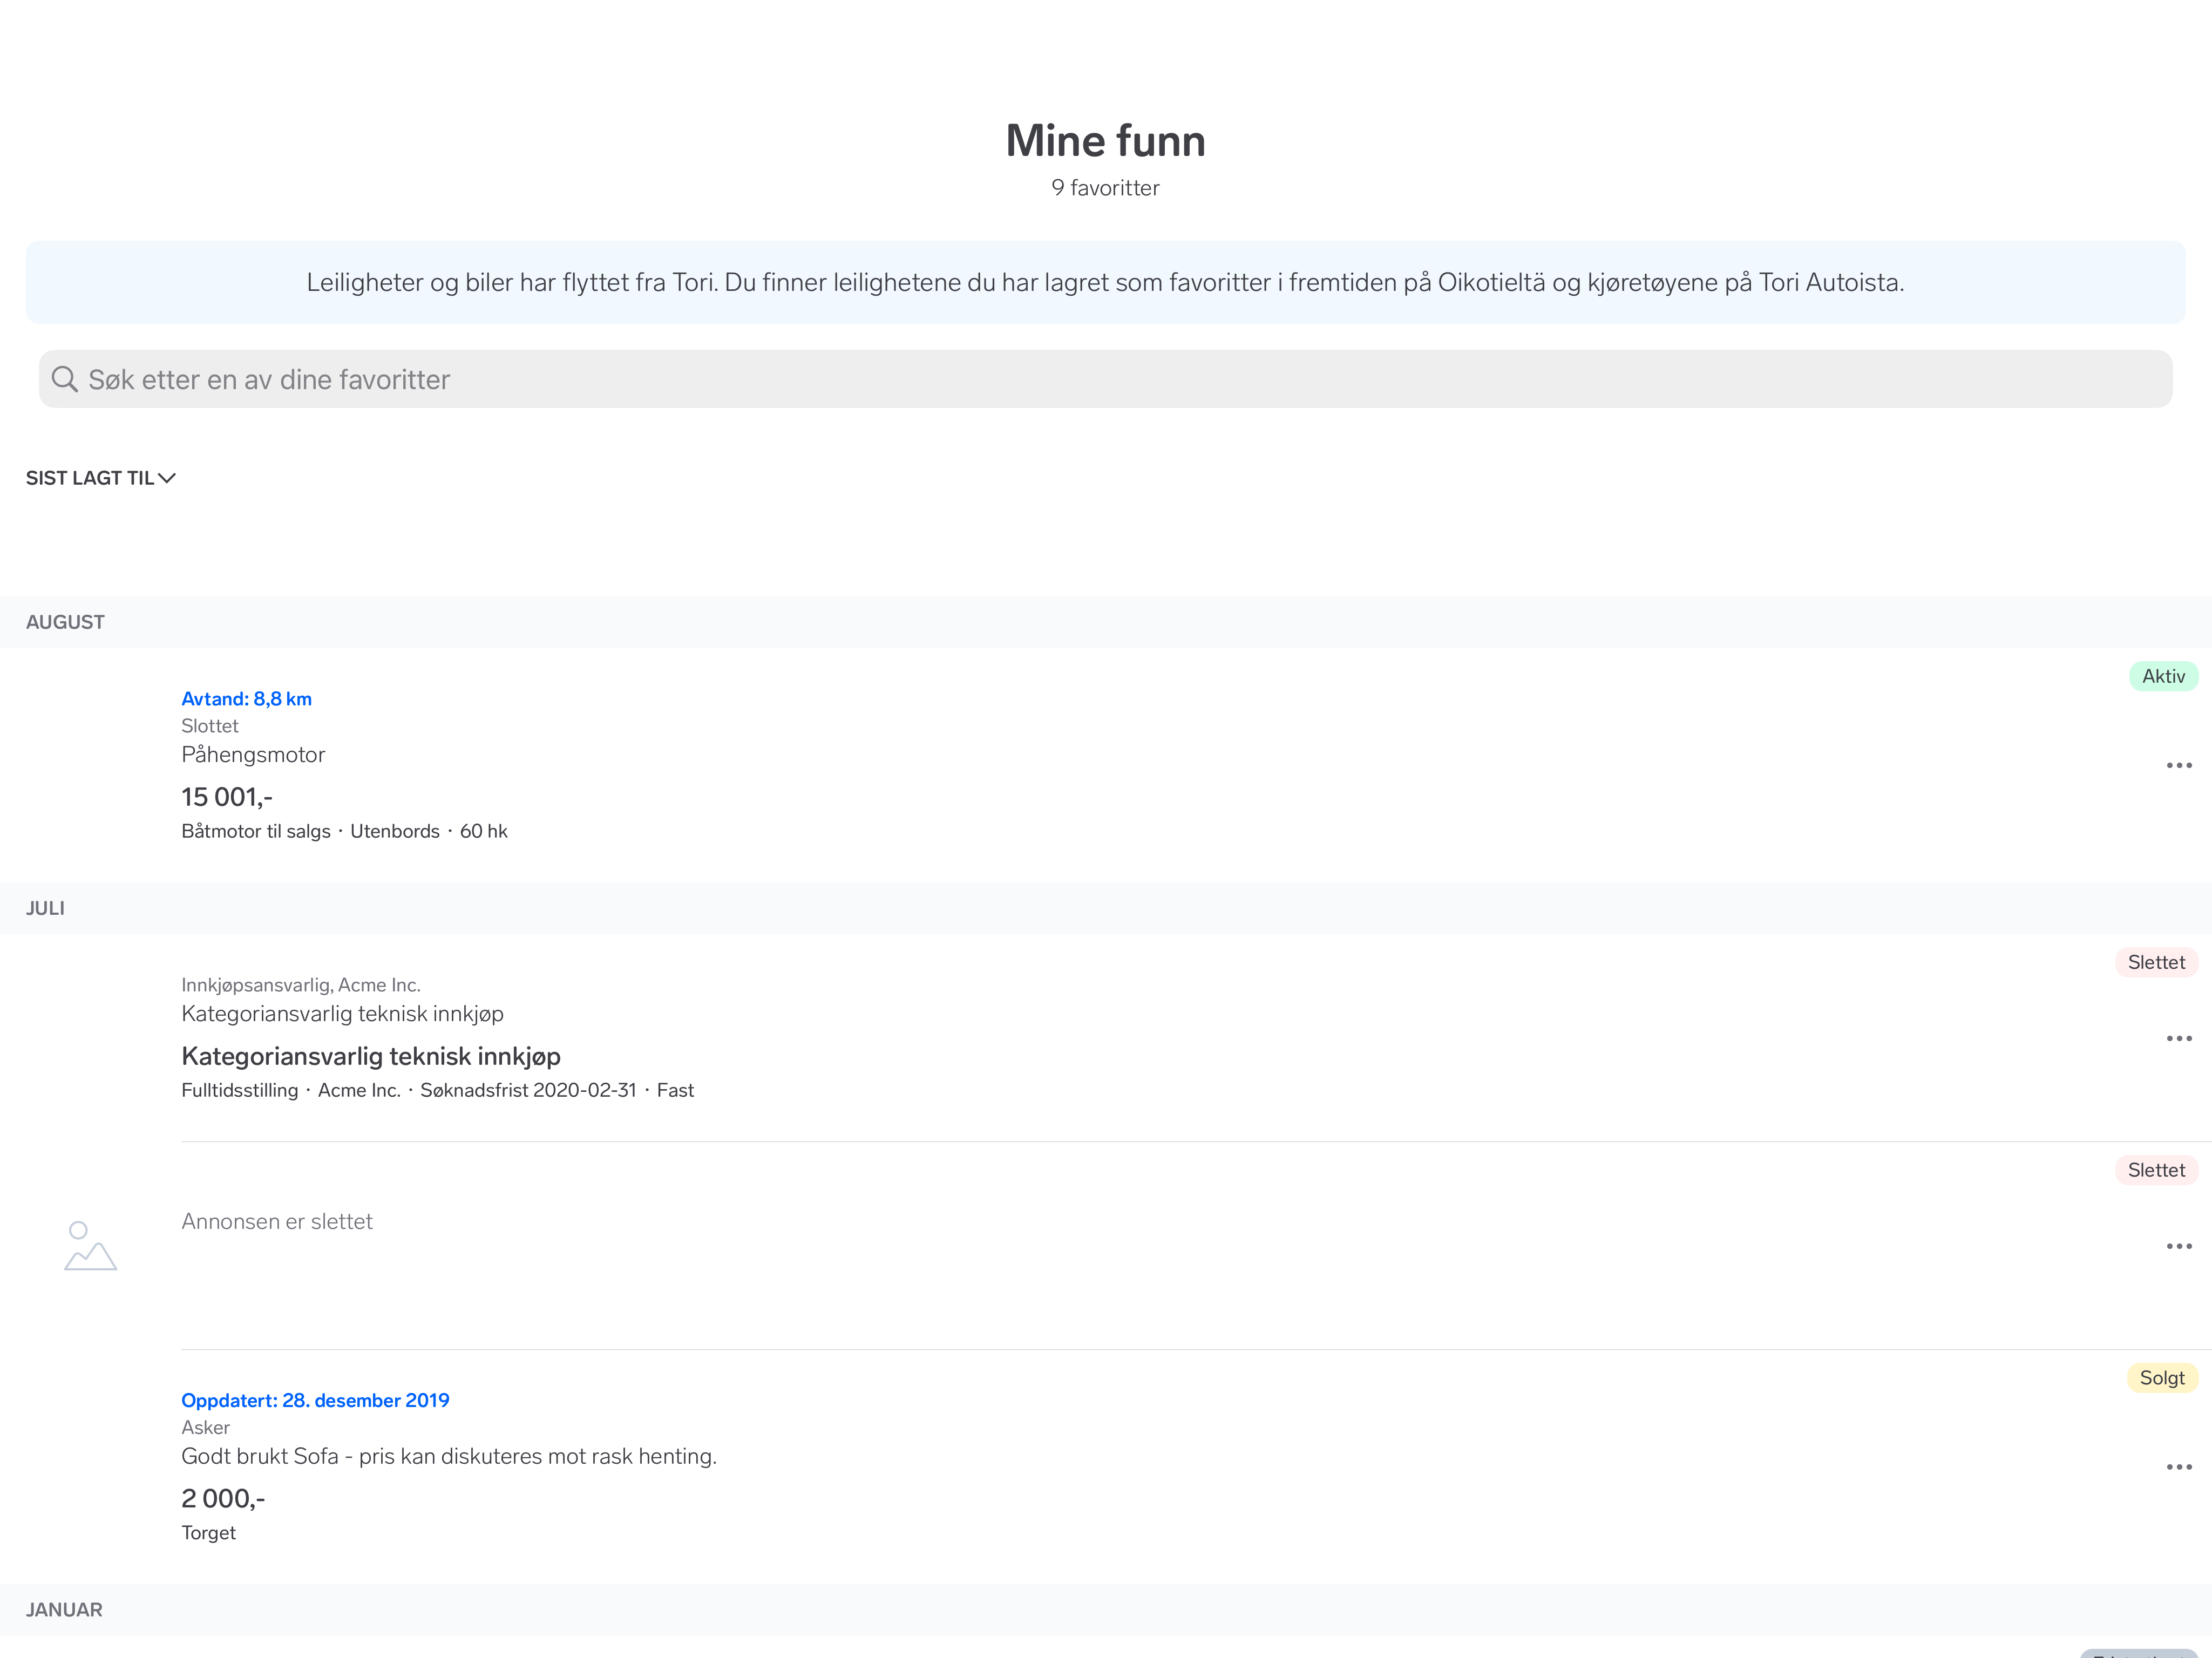 Mine funn
9 favoritter
Leiligheter og biler har flyttet fra Tori. Du finner leilighetene du har lagret som favoritter i fremtiden på Oikotieltä og kjøretøyene på Tori Autoista.
Søk etter en av dine favoritter
SIST LAGT TIL
AUGUST
Aktiv
Avtand: 8,8 km
Slottet
Påhengsmotor
15 001,-
Båtmotor til salgs · Utenbords · 60 hk
JULI
Slettet
Innkjøpsansvarlig, Acme Inc.
Kategoriansvarlig teknisk innkjøp
Kategoriansvarlig teknisk innkjøp
Fulltidsstilling · Acme Inc. · Søknadsfrist 2020-02-31 · Fast
Slettet
Annonsen er slettet
Solgt
Oppdatert: 28. desember 2019
Asker
Godt brukt Sofa - pris kan diskuteres mot rask henting.
2 000,-
Torget
JANUAR